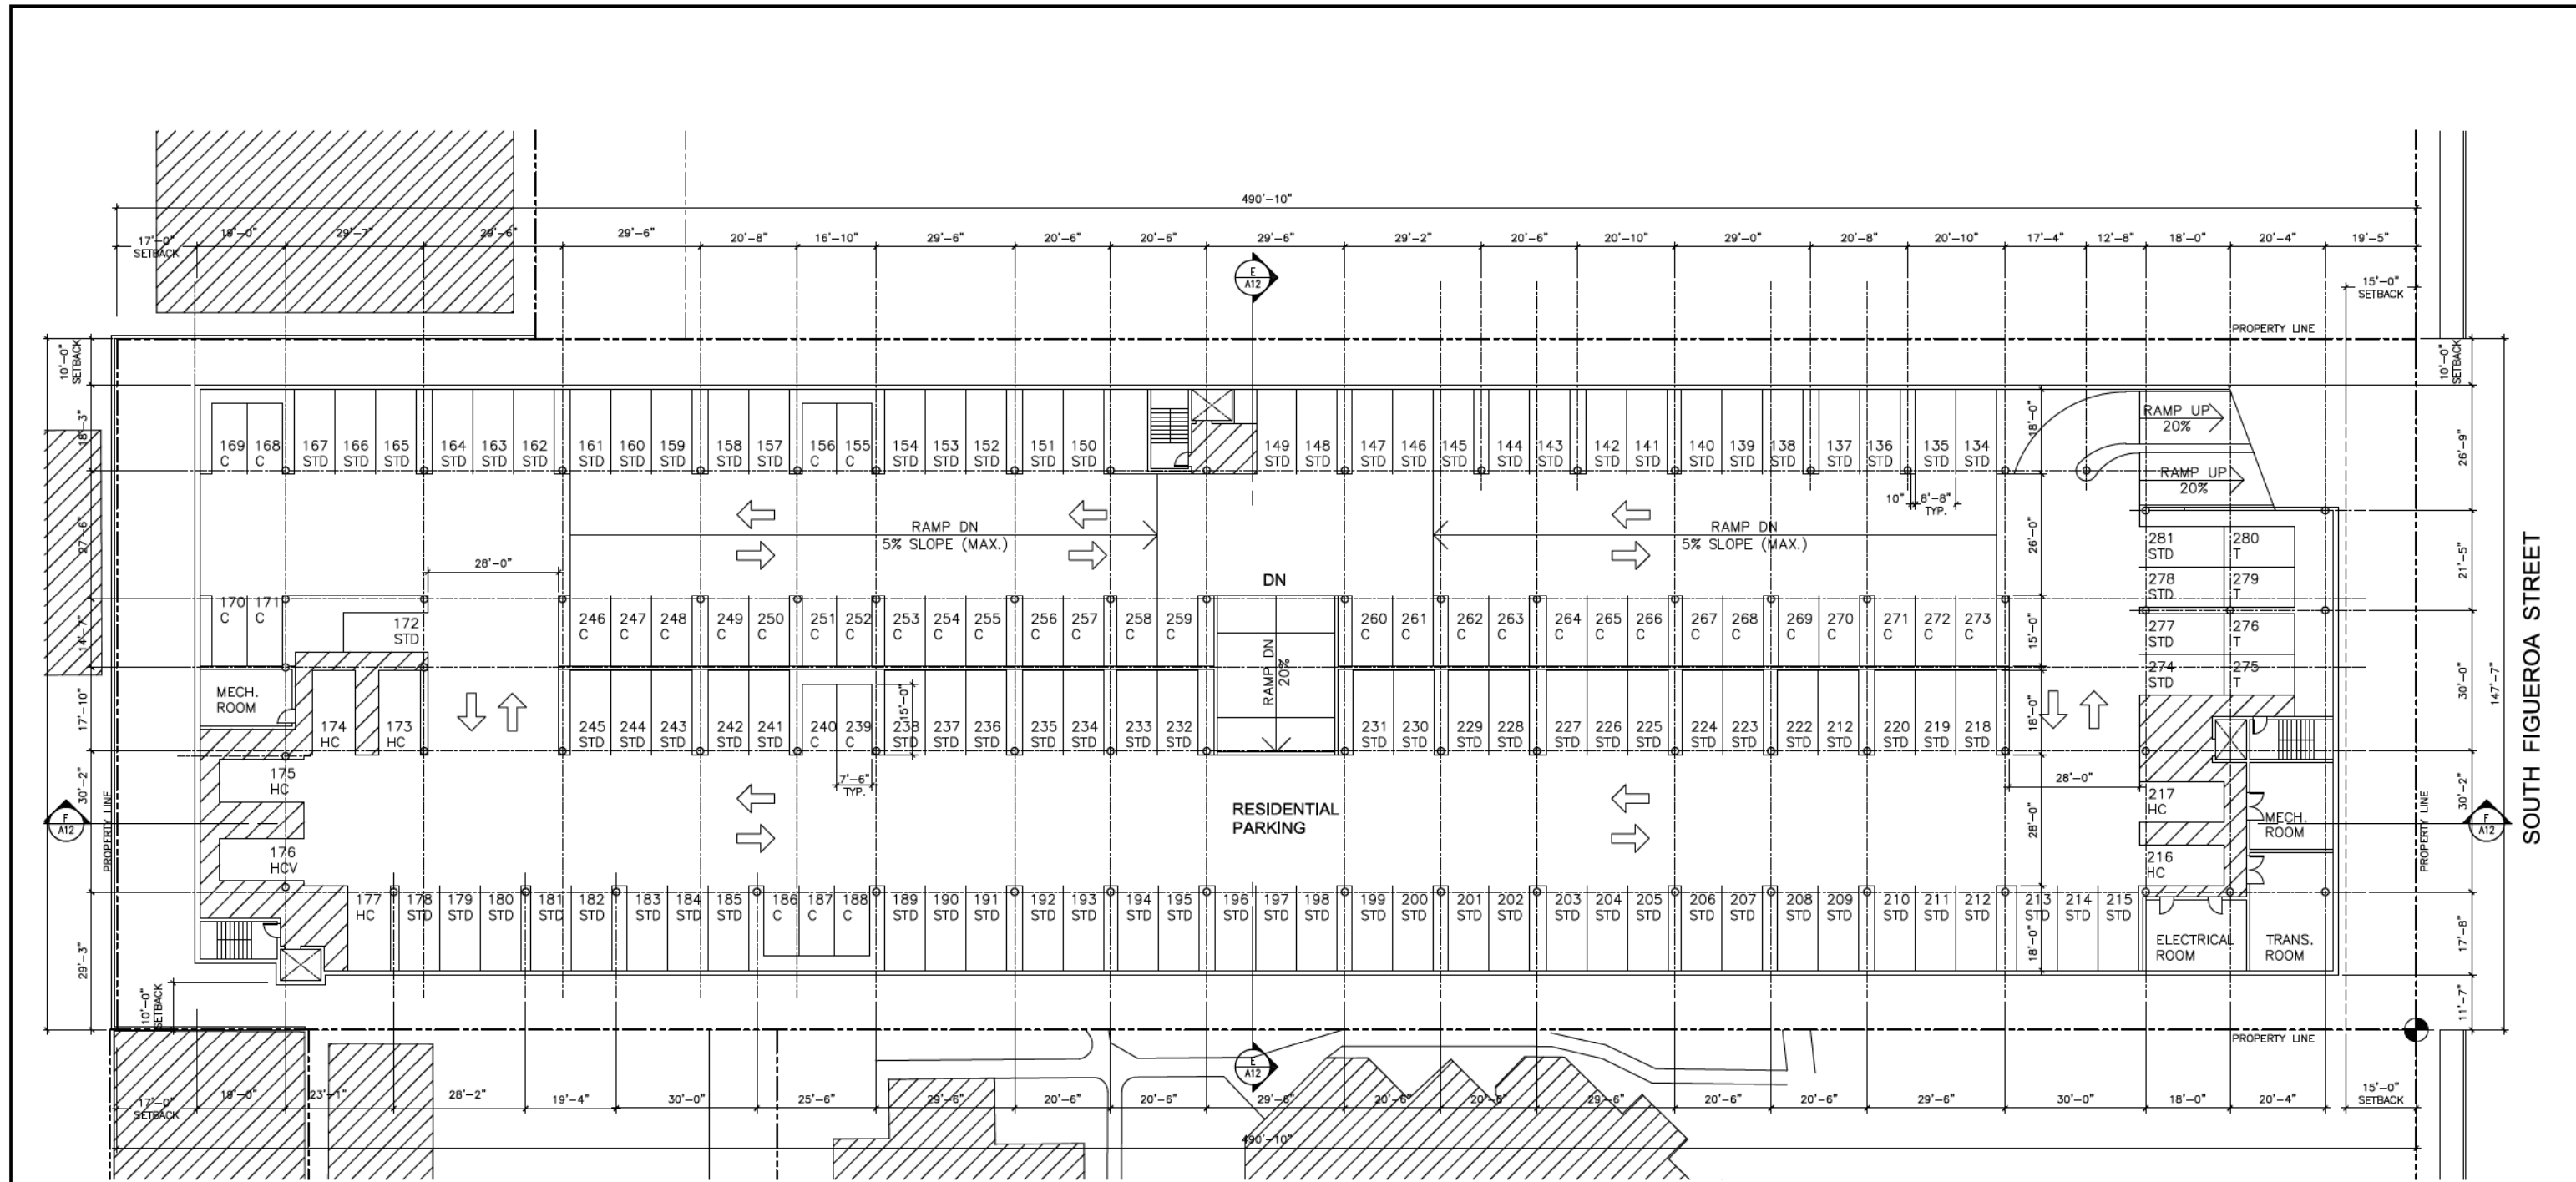 490'-10"
17'-0"
SETBACK
19'-0"
29'-7"
29'-6"
29'-6"
20'-8"
16'-10"
29'-6"
20'-6"
20'-6"
29'-6"
29'-2"
20'-6"
20'-10"
29'-0"
20'-8"
20'-10"
17'-4"
12'-8"
18'-0"
20'-4"
19'-5"
E
A12
15'-0"
SETBACK
PROPERTY LINE
10'-0"
SETBACK
10'-0"
SETBACK
18'-3"
18'-0"
26'-9"
RAMP UP
20%
RAMP UP
20%
169
C
168
C
167
STD
166
STD
165
STD
164
STD
163
STD
162
STD
161
STD
160
STD
159
STD
158
STD
157
STD
156
C
155
C
154
STD
153
STD
152
STD
151
STD
150
STD
149
STD
148
STD
147
STD
146
STD
145
STD
144
STD
143
STD
142
STD
141
STD
140
STD
139
STD
138
STD
137
STD
136
STD
135
STD
134
STD
10"
8'-8"
TYP.
27'-6"
RAMP DN
5% SLOPE (MAX.)
RAMP DN
5% SLOPE (MAX.)
26'-0"
281
STD
280
T
278
STD
279
T
21'-5"
28'-0"
DN
170
C
171
C
172
STD
14'-7"
246
C
247
C
248
C
249
C
250
C
251
C
252
C
253
C
254
C
255
C
256
C
257
C
258
C
259
C
RAMP DN
20%
260
C
261
C
262
C
263
C
264
C
265
C
266
C
267
C
268
C
269
C
270
C
271
C
272
C
273
C
15'-0"
277
STD
276
T
274
STD
275
T
30'-0"
147'-7"
SOUTH FIGUEROA STREET
MECH.
ROOM
17'-10"
174
HC
173
HC
245
STD
244
STD
243
STD
242
STD
241
STD
240
C
239
C
15'-0"
238
STD
237
STD
236
STD
235
STD
234
STD
233
STD
232
STD
231
STD
230
STD
229
STD
228
STD
227
STD
226
STD
225
STD
224
STD
223
STD
222
STD
212
STD
220
STD
219
STD
218
STD
18'-0"
7'-6"
TYP.
28'-0"
175
HC
176
HCV
30'-2"
F
A12
PROPERTY LINE
RESIDENTIAL
PARKING
28'-0"
217
HC
216
HC
MECH.
ROOM
30'-2"
PROPERTY LINE
F
A12
177
HC
178
STD
179
STD
180
STD
181
STD
182
STD
183
STD
184
STD
185
STD
186
C
187
C
188
C
189
STD
190
STD
191
STD
192
STD
193
STD
194
STD
195
STD
196
STD
197
STD
198
STD
199
STD
200
STD
201
STD
202
STD
203
STD
204
STD
205
STD
206
STD
207
STD
208
STD
209
STD
210
STD
211
STD
212
STD
213
STD
214
STD
215
STD
18'-0"
ELECTRICAL
ROOM
TRANS.
ROOM
17'-8"
29'-3"
10'-0"
SETBACK
11'-7"
PROPERTY LINE
E
A12
17'-0"
SETBACK
19'-0"
23'-1"
28'-2"
19'-4"
30'-0"
25'-6"
29'-6"
20'-6"
20'-6"
29'-6"
20'-6"
20'-6"
29'-6"
20'-6"
20'-6"
29'-6"
30'-0"
18'-0"
20'-4"
15'-0"
SETBACK
490'-10"